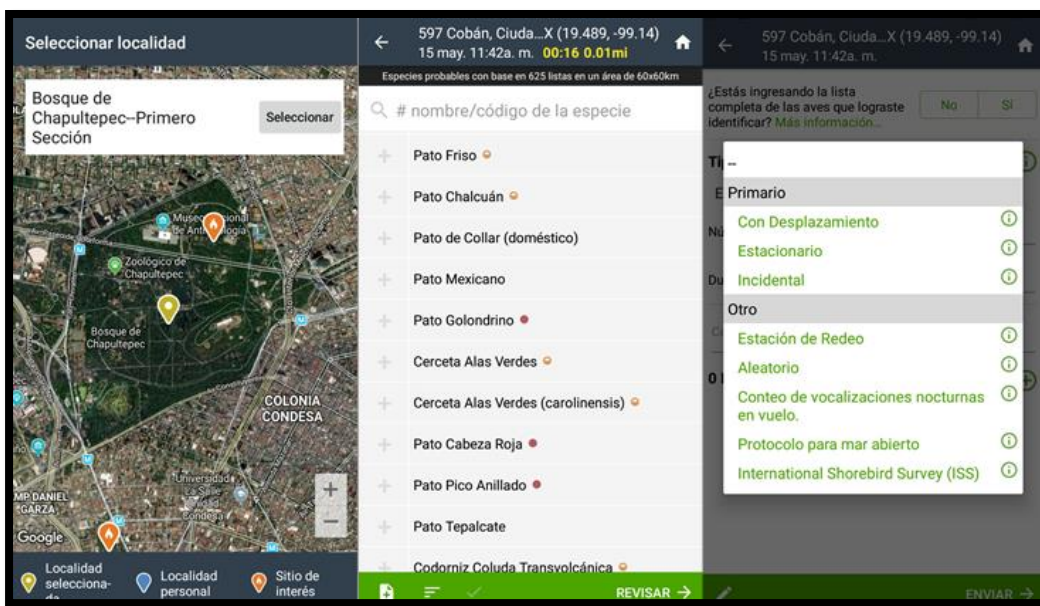 Seleccionar localidad
Bosque de
Chapultepec--Primero
Sección
Seleccionar
Museo Nacional
de Antropología
Zoológico de
Chapultepec
Bosque de
Chapultepec
COLONIA
CONDESA
Universidad
La Salle
Condesa
MP DANIEL
GARZA
+
−
Google
Localidad
selecciona-
da
Localidad
personal
Sitio de
interés
597 Cobán, Ciuda...X (19.489, -99.14)
15 may. 11:42a. m. 00:16 0.01mi
Especies probables con base en 625 listas en un área de 60x60km
# nombre/código de la especie
+ Pato Friso
+ Pato Chalcuán
+ Pato de Collar (doméstico)
+ Pato Mexicano
+ Pato Golondrino
+ Cerceta Alas Verdes
+ Cerceta Alas Verdes (carolinensis)
+ Pato Cabeza Roja
+ Pato Pico Anillado
+ Pato Tepalcate
Codorniz Coluda Transvolcánica
REVISAR
597 Cobán, Ciuda...X (19.489, -99.14)
15 may. 11:42a. m.
¿Estás ingresando la lista
completa de las aves que lograste
identificar? Más información...
No
Sí
--
Primario
Con Desplazamiento
Estacionario
Incidental
Otro
Estación de Redeo
Aleatorio
Conteo de vocalizaciones nocturnas
en vuelo.
Protocolo para mar abierto
International Shorebird Survey (ISS)
ENVIAR